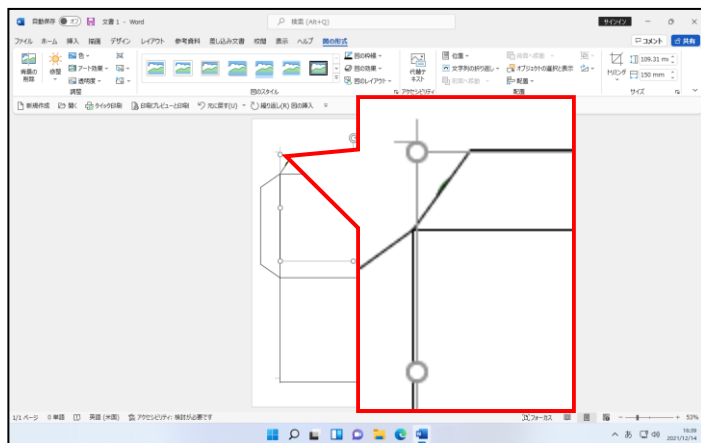 自動保存 オフ 文書 1 - Word 検索 (Alt+Q) サインイン
ファイル ホーム 挿入 描画 デザイン レイアウト 参考資料 差し込み文書 校閲 表示 ヘルプ 図の形式 コメント 共有
背景の削除 修整 色 アート効果 透明度 図の枠線 図の効果 図のレイアウト 代替テキスト 位置 文字列の折り返し 前面へ移動 背面へ移動 オブジェクトの選択と表示 配置 トリミング 109.31 mm 150 mm
調整 図のスタイル アクセシビリティ 配置 サイズ
新規作成 開く クイック印刷 印刷プレビューと印刷 元に戻す(U) 繰り返し(R) 図の挿入
1/1 ページ 0 単語 英語 (米国) アクセシビリティ: 検討が必要です フォーカス 53%
あ 16:39
2021/12/14